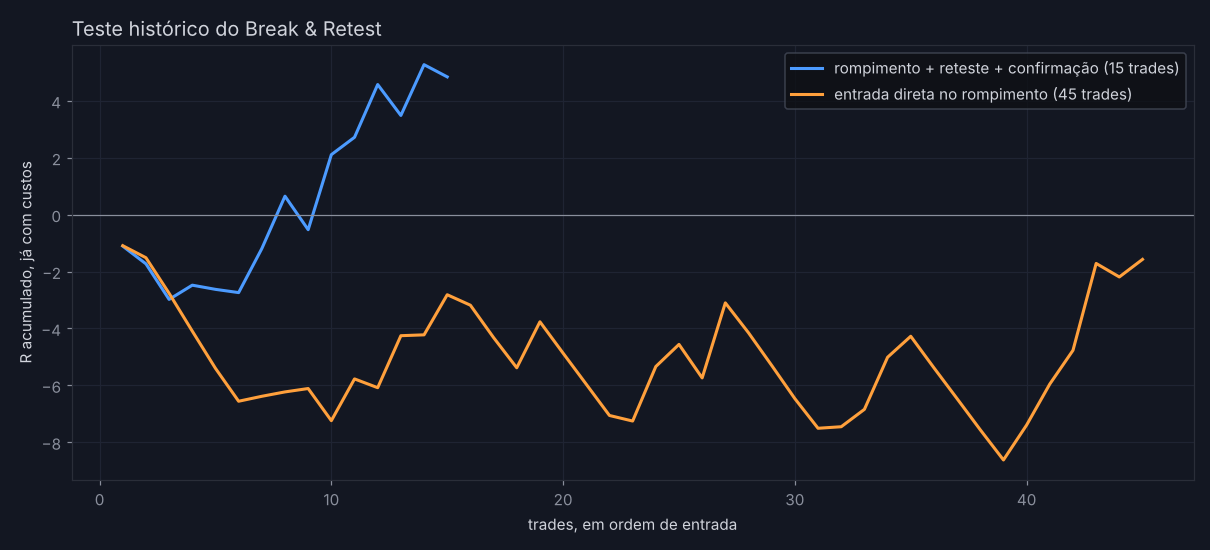 Teste histórico do Break & Retest
rompimento + reteste + confirmação (15 trades)
entrada direta no rompimento (45 trades)
R acumulado, já com custos
4
2
0
−2
−4
−6
−8
0
10
20
30
40
trades, em ordem de entrada